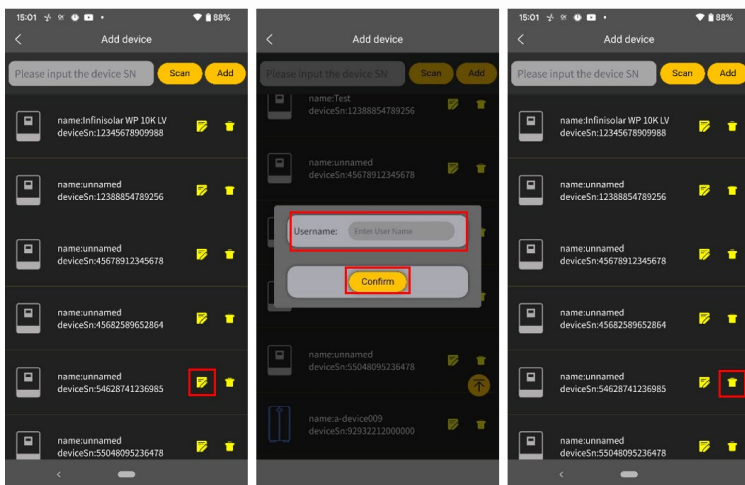 15:01
88%
Add device
Please input the device SN
Scan
Add
name:Infinisolar WP 10K LV
deviceSn:12345678909988
name:unnamed
deviceSn:12388854789256
name:unnamed
deviceSn:45678912345678
name:unnamed
deviceSn:45682589652864
name:unnamed
deviceSn:54628741236985
name:unnamed
deviceSn:55048095236478
Add device
Please input the device SN
Scan
Add
name:Test
deviceSn:12388854789256
name:unnamed
deviceSn:45678912345678
Username:
Enter User Name
Confirm
name:unnamed
deviceSn:55048095236478
name:a-device009
deviceSn:92932212000000
15:01
88%
Add device
Please input the device SN
Scan
Add
name:Infinisolar WP 10K LV
deviceSn:12345678909988
name:unnamed
deviceSn:12388854789256
name:unnamed
deviceSn:45678912345678
name:unnamed
deviceSn:45682589652864
name:unnamed
deviceSn:54628741236985
name:unnamed
deviceSn:55048095236478